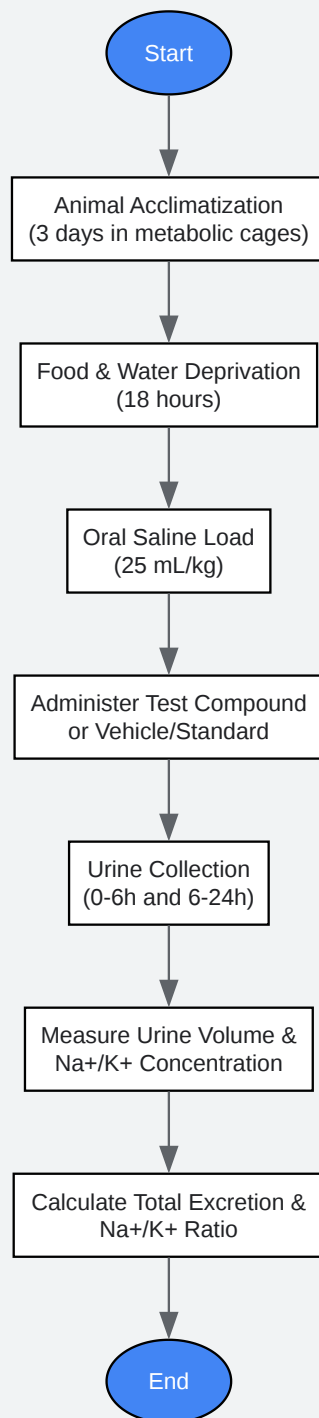 Start
Animal Acclimatization
(3 days in metabolic cages)
Food & Water Deprivation
(18 hours)
Oral Saline Load
(25 mL/kg)
Administer Test Compound
or Vehicle/Standard
Urine Collection
(0-6h and 6-24h)
Measure Urine Volume &
Na+/K+ Concentration
Calculate Total Excretion &
Na+/K+ Ratio
End